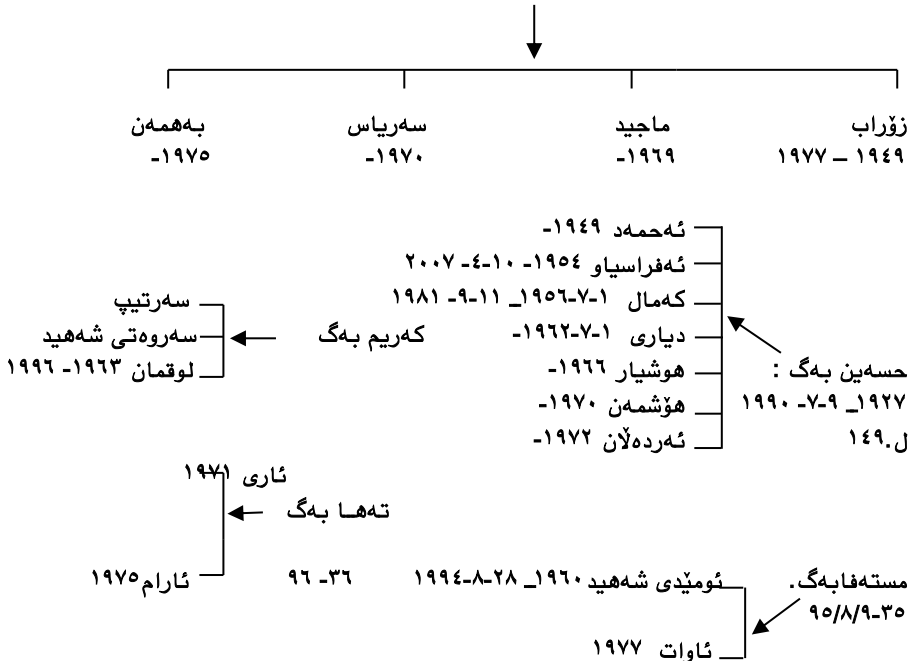 زۆراب ماجید سەریاس بەهمەن
١٩٤٩ – ١٩٧٧ ١٩٦٩- ١٩٧٠- ١٩٧٥-
ئەحمەد ١٩٤٩-
ئەفراسیاو ١٩٥٤- ١٠-٤- ٢٠٠٧
کەمال ١-٧-١٩٥٦_ ١١-٩- ١٩٨١
دیاری ١-٧-١٩٦٢-
هوشیار ١٩٦٦-
هۆشمەن ١٩٧٠-
ئەردەڵان ١٩٧٢-
حسەین بەگ :
١٩٢٧_ ٩-٧- ١٩٩٠
ل.١٤٩
سەرتیپ
سەروەتی شەهید
لوقمان ١٩٦٣- ١٩٩٦
کەریم بەگ
ئاری ١٩٧١
تەهـا بەگ
ئارام١٩٧٥
مستەفابەگ.
٣٥-٩٥/٨/٩
ئومێدی شەهید١٩٦٠_ ٢٨-٨-١٩٩٤ ٣٦- ٩٦
ئاوات ١٩٧٧